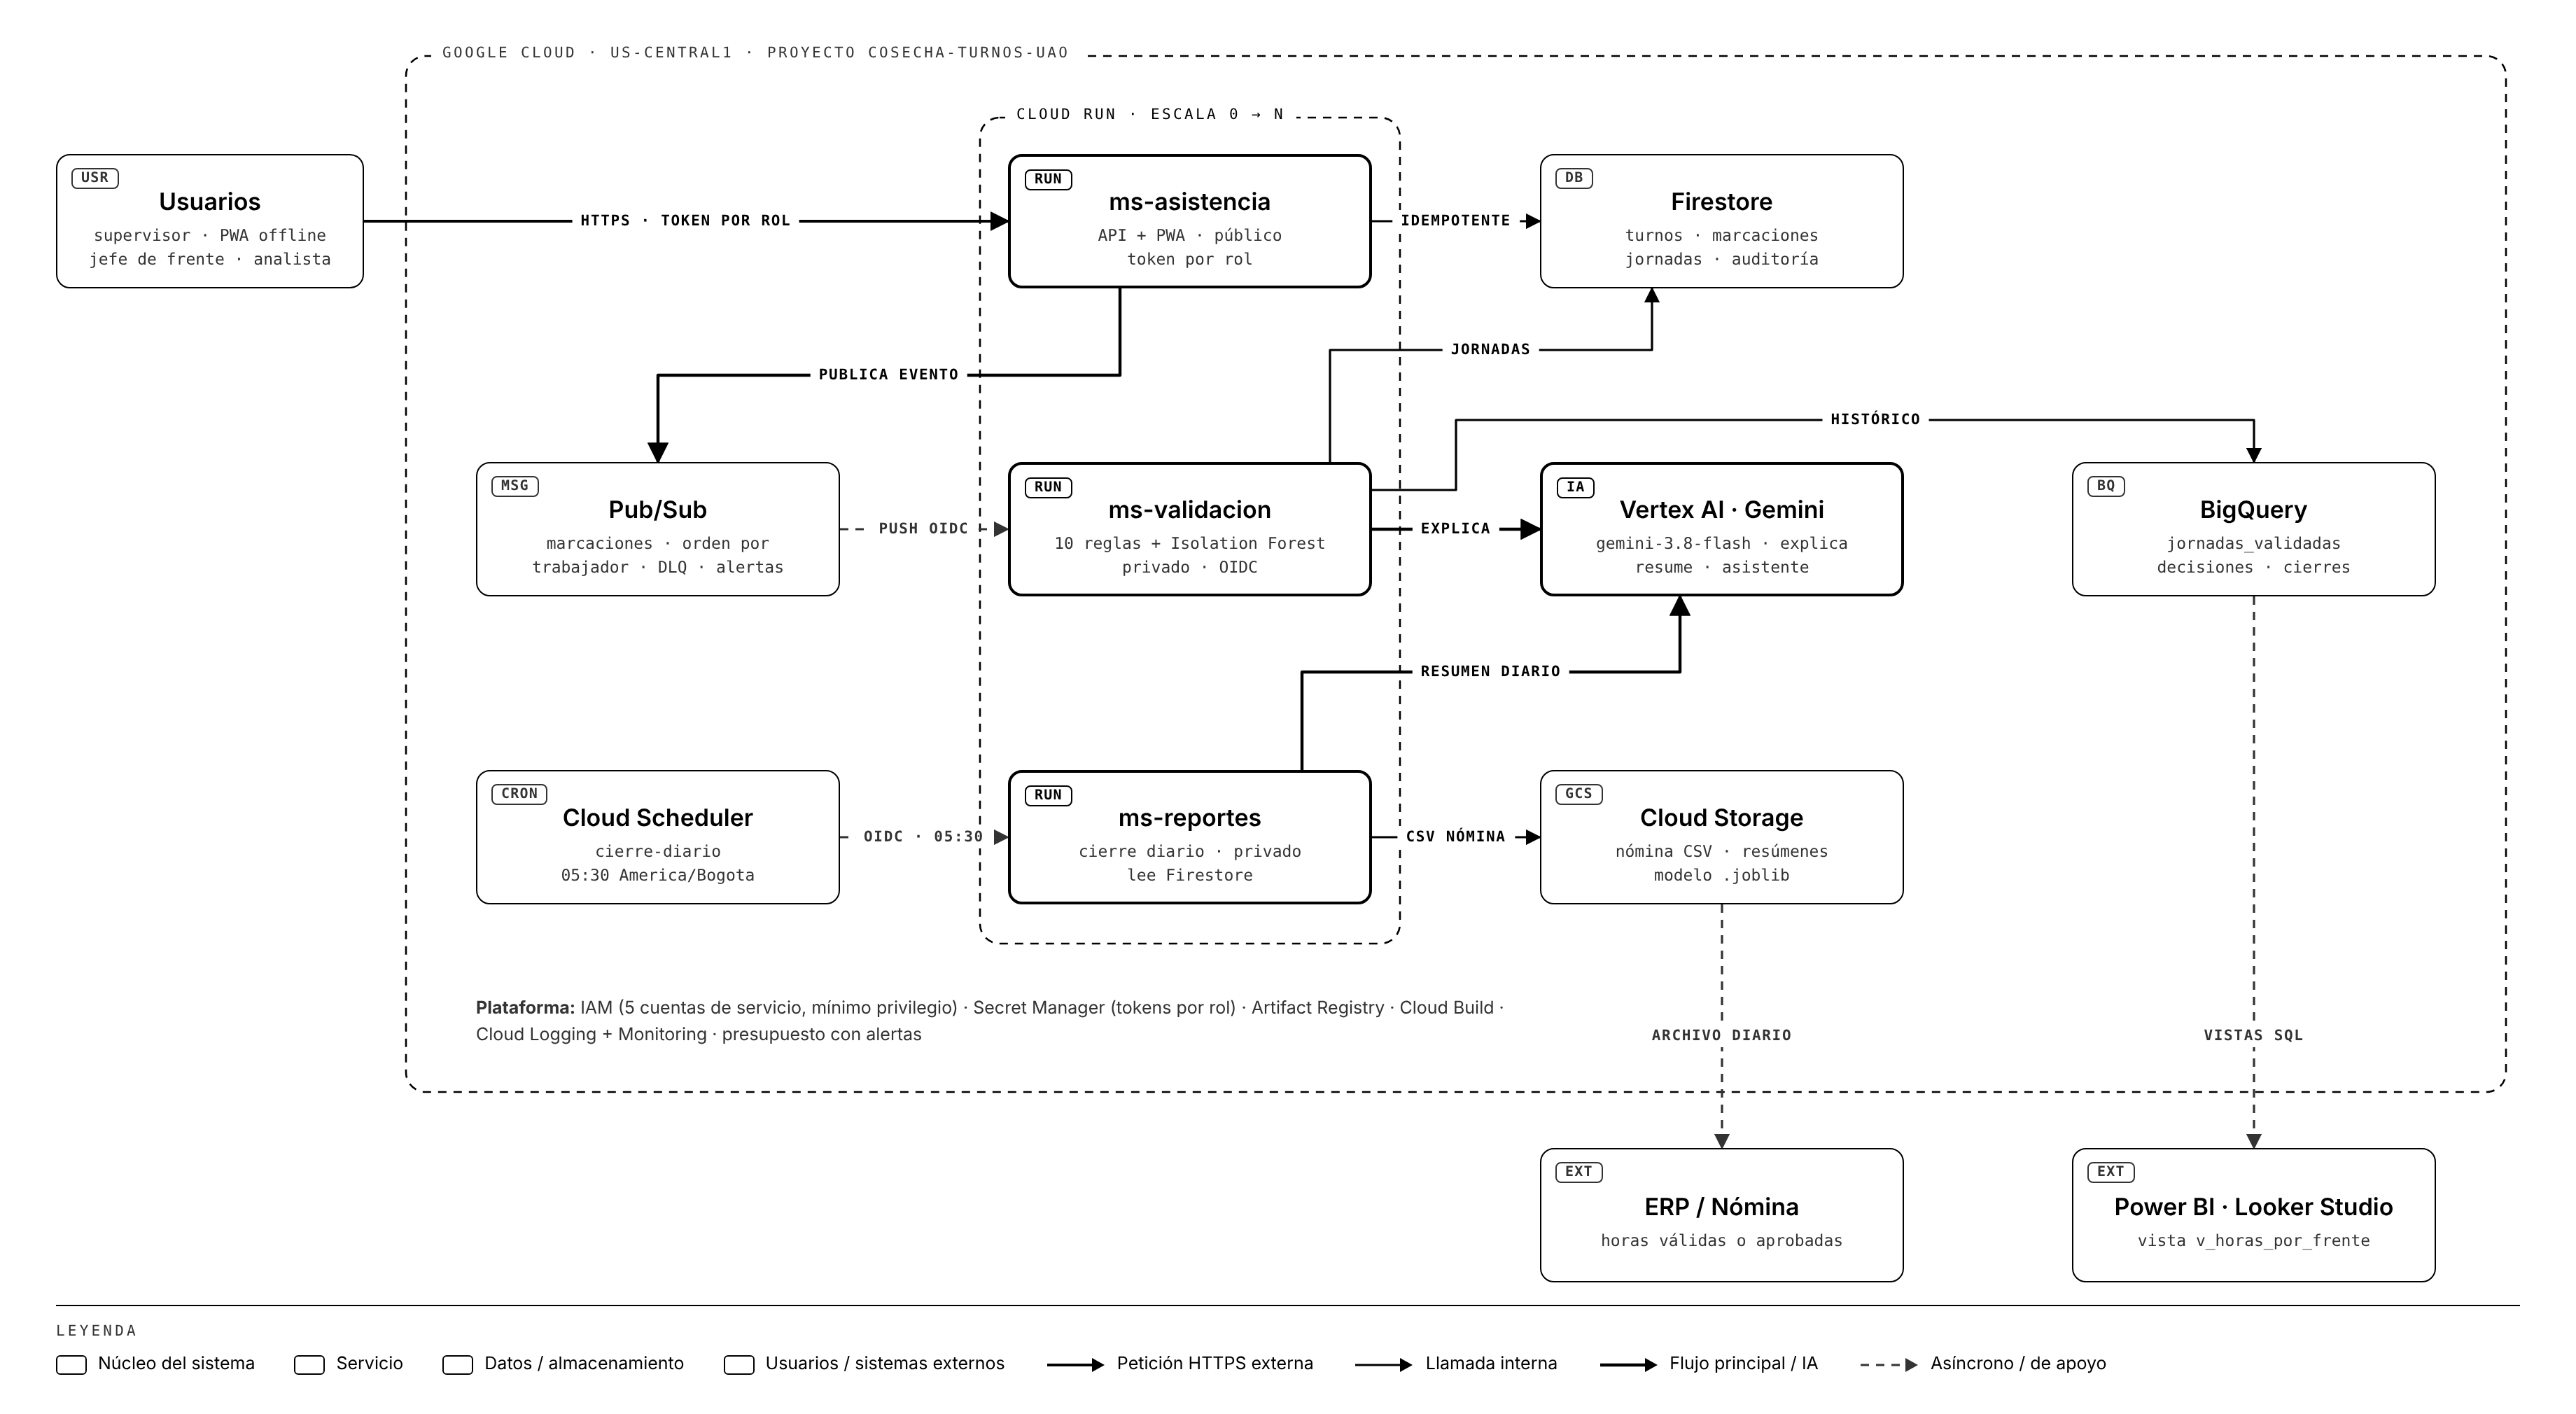 GOOGLE CLOUD · US-CENTRAL1 · PROYECTO COSECHA-TURNOS-UAO
CLOUD RUN · ESCALA 0 → N
USR
Usuarios
supervisor · PWA offline
jefe de frente · analista
HTTPS · TOKEN POR ROL
RUN
ms-asistencia
API + PWA · público
token por rol
IDEMPOTENTE
DB
Firestore
turnos · marcaciones
jornadas · auditoría
JORNADAS
PUBLICA EVENTO
HISTÓRICO
MSG
Pub/Sub
marcaciones · orden por
trabajador · DLQ · alertas
PUSH OIDC
RUN
ms-validacion
10 reglas + Isolation Forest
privado · OIDC
EXPLICA
IA
Vertex AI · Gemini
gemini-3.8-flash · explica
resume · asistente
BQ
BigQuery
jornadas_validadas
decisiones · cierres
RESUMEN DIARIO
CRON
Cloud Scheduler
cierre-diario
05:30 America/Bogota
OIDC · 05:30
RUN
ms-reportes
cierre diario · privado
lee Firestore
CSV NÓMINA
GCS
Cloud Storage
nómina CSV · resúmenes
modelo .joblib
Plataforma: IAM (5 cuentas de servicio, mínimo privilegio) · Secret Manager (tokens por rol) · Artifact Registry · Cloud Build ·
Cloud Logging + Monitoring · presupuesto con alertas
ARCHIVO DIARIO
VISTAS SQL
EXT
ERP / Nómina
horas válidas o aprobadas
EXT
Power BI · Looker Studio
vista v_horas_por_frente
LEYENDA
Núcleo del sistema
Servicio
Datos / almacenamiento
Usuarios / sistemas externos
Petición HTTPS externa
Llamada interna
Flujo principal / IA
Asíncrono / de apoyo